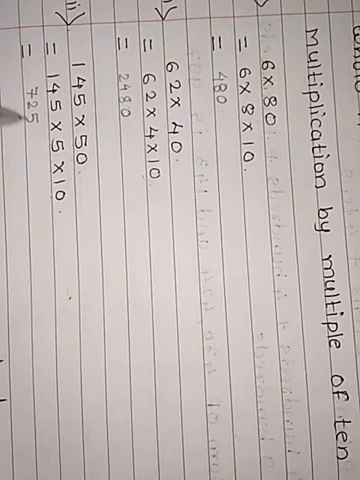 Multiplication by multiple of ten
6 x 80
= 6 x 8 x 10.
= 480
62 x 40.
= 62 x 4 x 10
= 2480
ii)
145 x 50.
= 145 x 5 x 10.
= 725